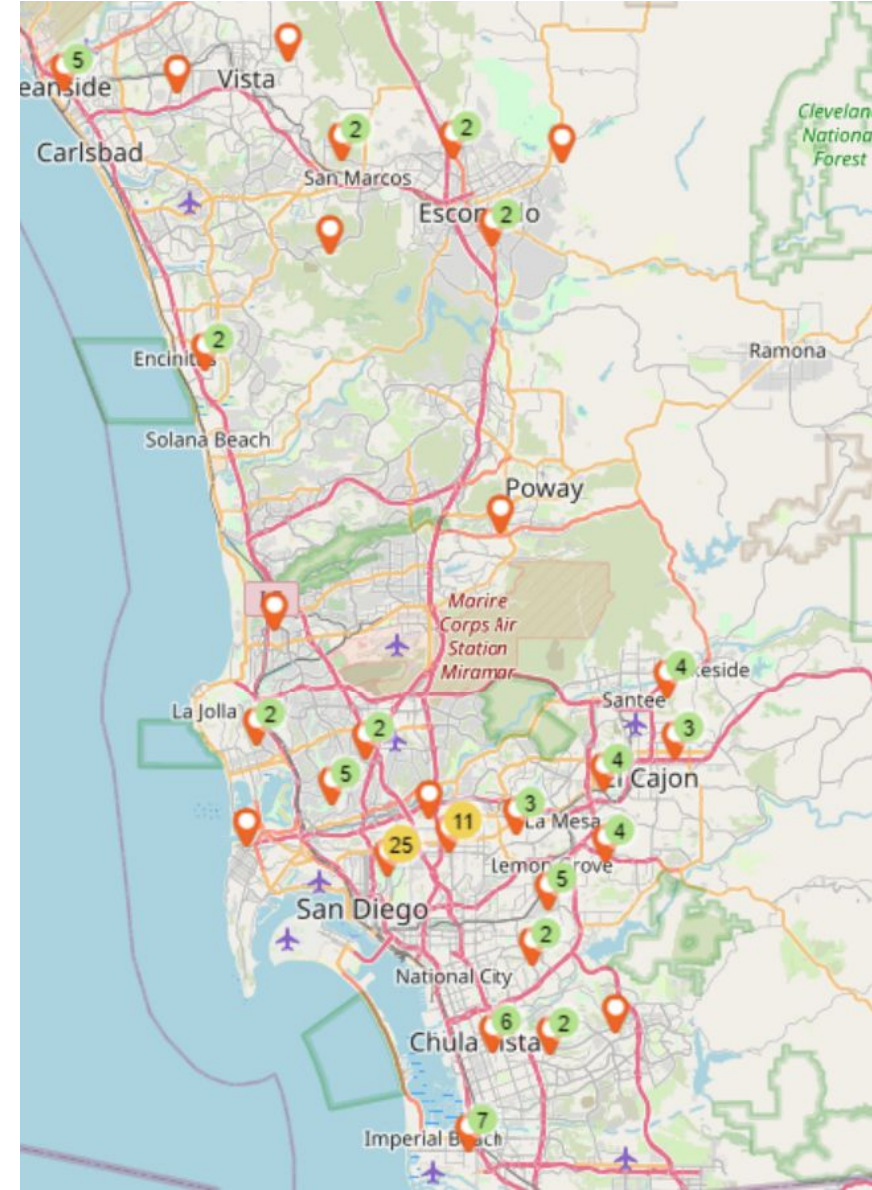 5
eanside
Vista
Carlsbad
2
San Marcos
2
Clevelan
Nationa
Forest
Escon
o
2
2
Encinit
s
Ramona
Solana Beach
Poway
Marire
Corps Air
Station
Miramar
4
keside
Santee
La Jolla
2
2
3
4
El Cajon
5
3
La Mesa
11
4
25
Lemon
rove
5
San Diego
2
National City
6
2
Chula
ista
7
Imperial B
ch